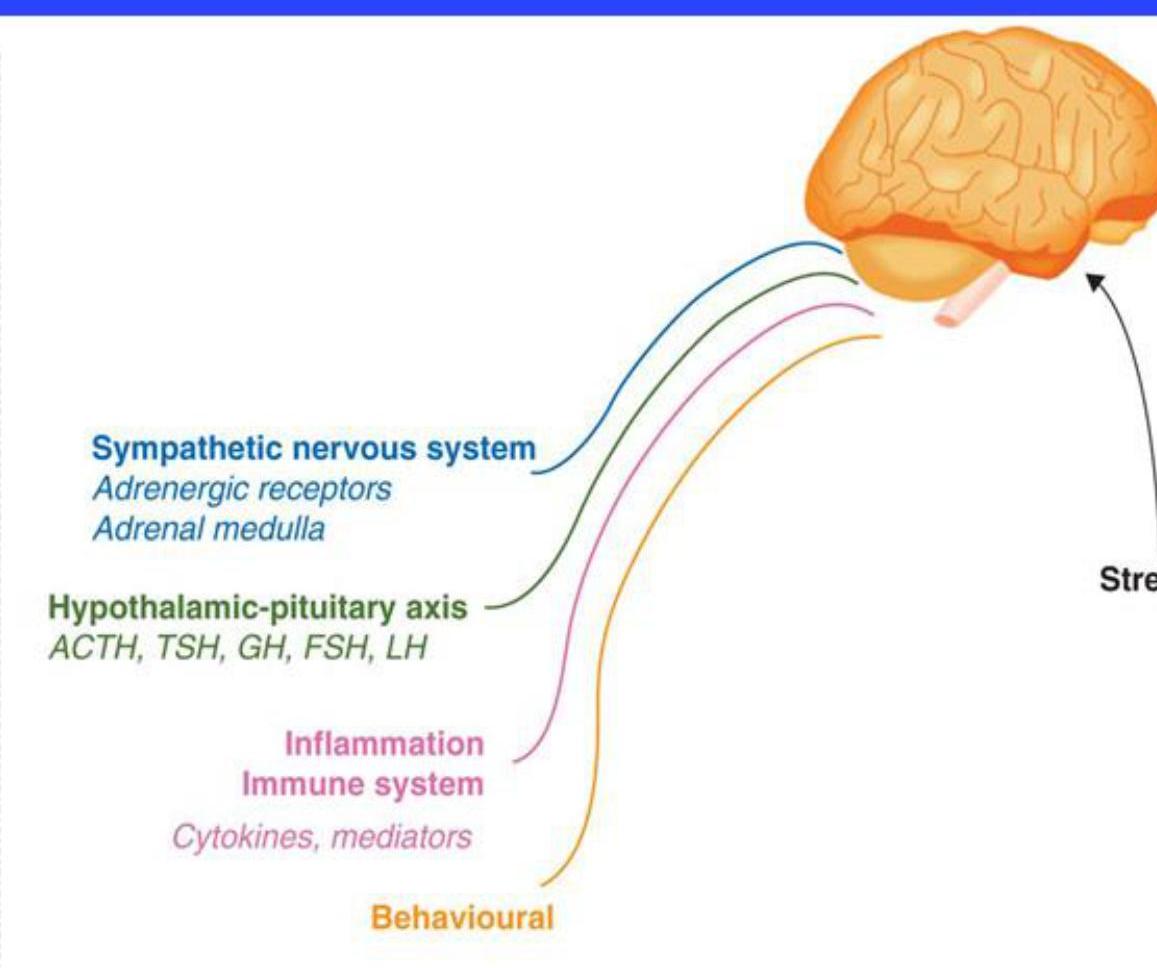 Sympathetic nervous system
Adrenergic receptors
Adrenal medulla
Hypothalamic-pituitary axis
ACTH, TSH, GH, FSH, LH
Inflammation
Immune system
Cytokines, mediators
Behavioural